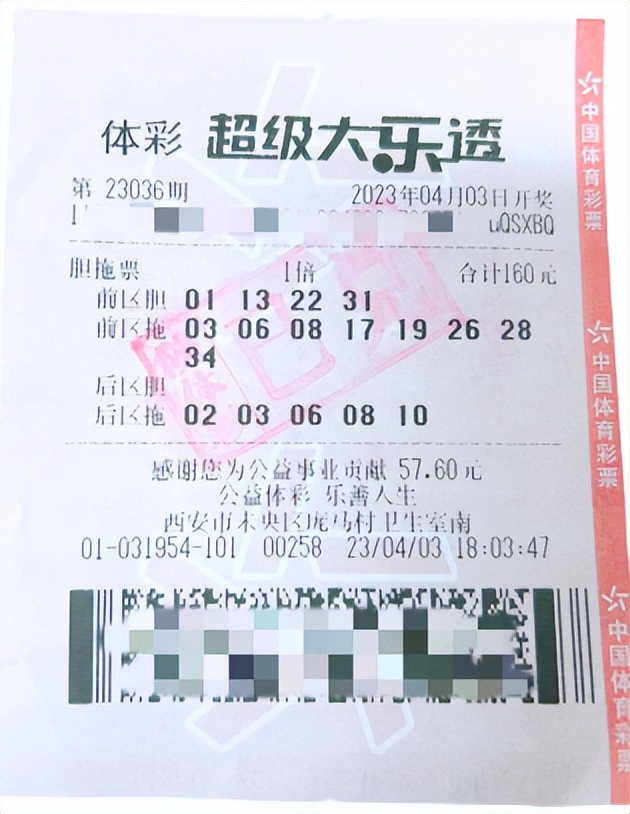 体彩 超级大乐透
第 23036期 2023年04月03日开奖
uQSXBQ
胆拖票 1倍 合计160元
前区胆 01 13 22 31
前区拖 03 06 08 17 19 26 28
34
后区胆
后区拖 02 03 06 08 10
感谢您为公益事业贡献 57.60元
公益体彩 乐善人生
西安市未央区庞马村卫生室南
01-031954-101 00258 23/04/03 18:03:47
中国体育彩票
中国体育彩票
中国体育彩票